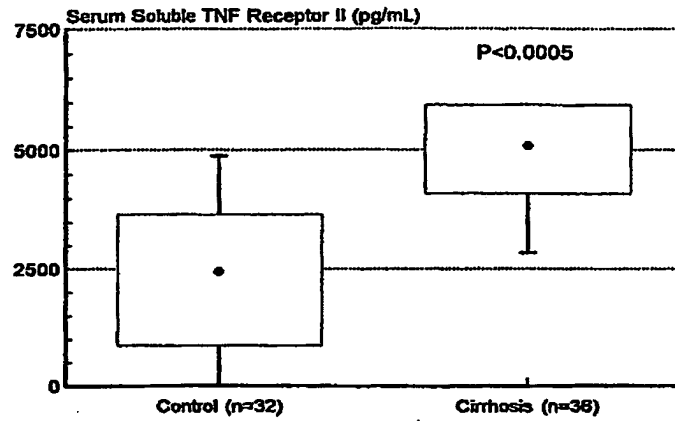 Serum Soluble TNF Receptor II (pg/mL)
7500
P<0.0005
5000
2500
0
Control (n=32)
Cirrhosis (n=36)